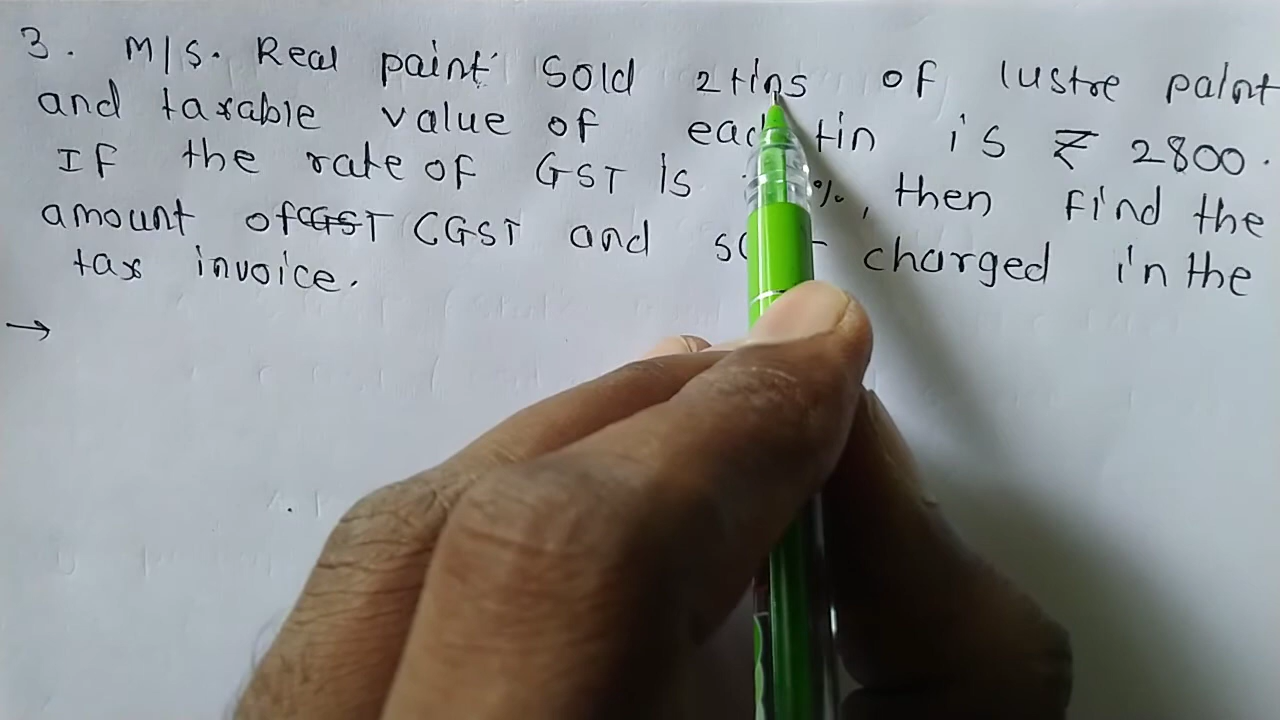 3. M/S. Real paint sold 2 tins of lustre paint
and taxable value of each tin is ₹ 2800.
If the rate of GST is %, then find the
amount of CGST CGST and charged in the
tax invoice.
→